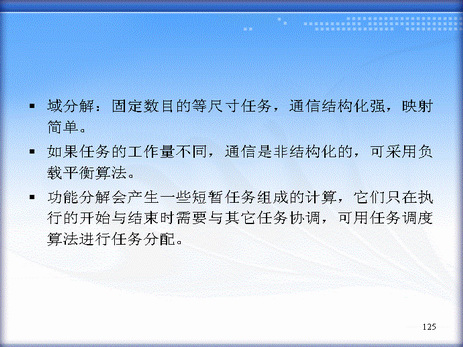 ▪ 域分解：固定数目的等尺寸任务，通信结构化强，映射
简单。
▪ 如果任务的工作量不同，通信是非结构化的，可采用负
载平衡算法。
▪ 功能分解会产生一些短暂任务组成的计算，它们只在执
行的开始与结束时需要与其它任务协调，可用任务调度
算法进行任务分配。
125